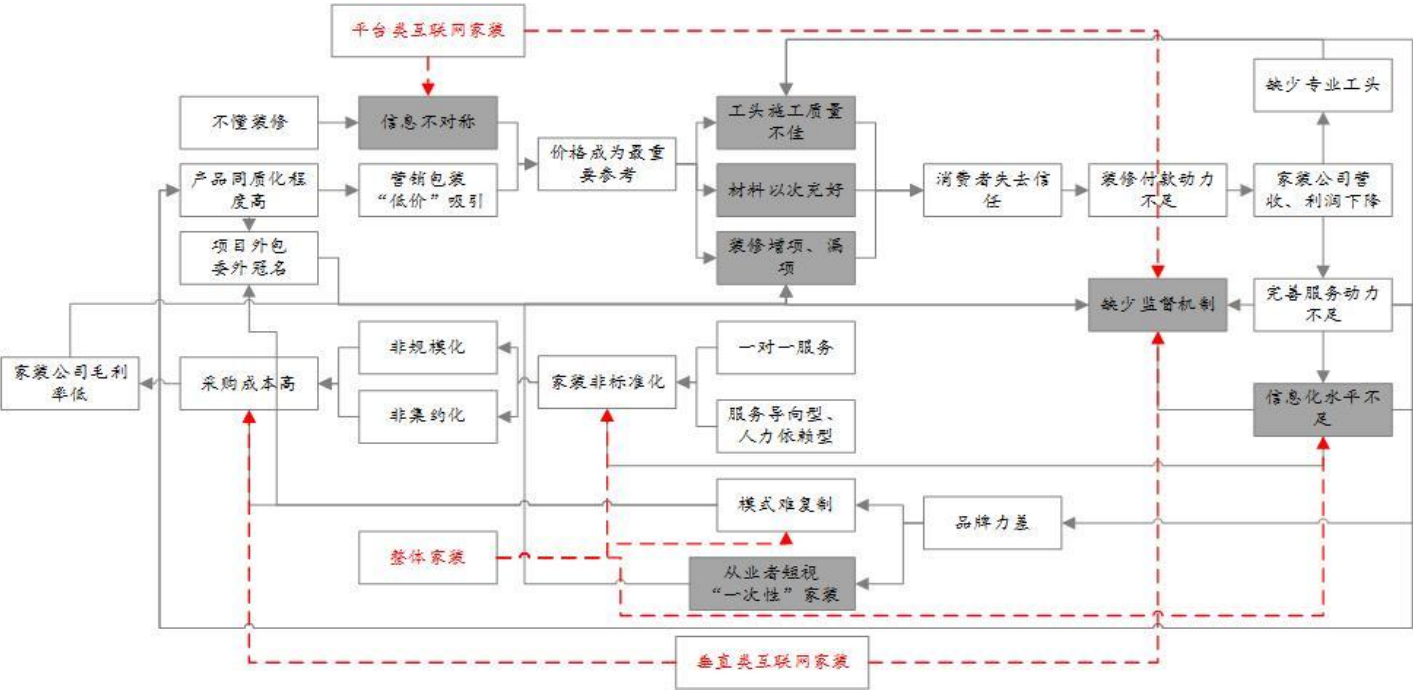 平台类互联网家装
缺少专业工头
不懂装修
信息不对称
工头施工质量
不佳
价格成为最重
要参考
产品同质化程
度高
营销包装
“低价”吸引
材料以次充好
消费者失去信
任
装修付款动力
不足
家装公司营
收、利润下降
项目外包
委外冠名
装修增项、漏
项
缺少监督机制
完善服务动力
不足
非规模化
一对一服务
家装公司毛利
率低
采购成本高
家装非标准化
非集约化
服务导向型、
人力依赖型
信息化水平不
足
模式难复制
品牌力差
整体家装
从业者短视
“一次性”家装
垂直类互联网家装